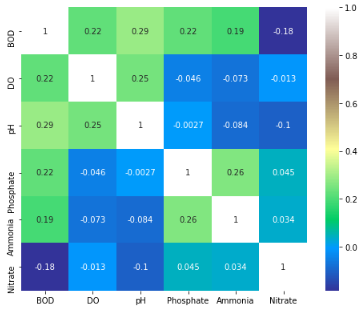 BOD 1 0.22 0.29 0.22 0.19 -0.18
DO 0.22 1 0.25 -0.046 -0.073 -0.013
pH 0.29 0.25 1 -0.0027 -0.084 -0.1
Phosphate 0.22 -0.046 -0.0027 1 0.26 0.045
Ammonia 0.19 -0.073 -0.084 0.26 1 0.034
Nitrate -0.18 -0.013 -0.1 0.045 0.034 1
BOD DO pH Phosphate Ammonia Nitrate
1.0
0.8
0.6
0.4
0.2
0.0